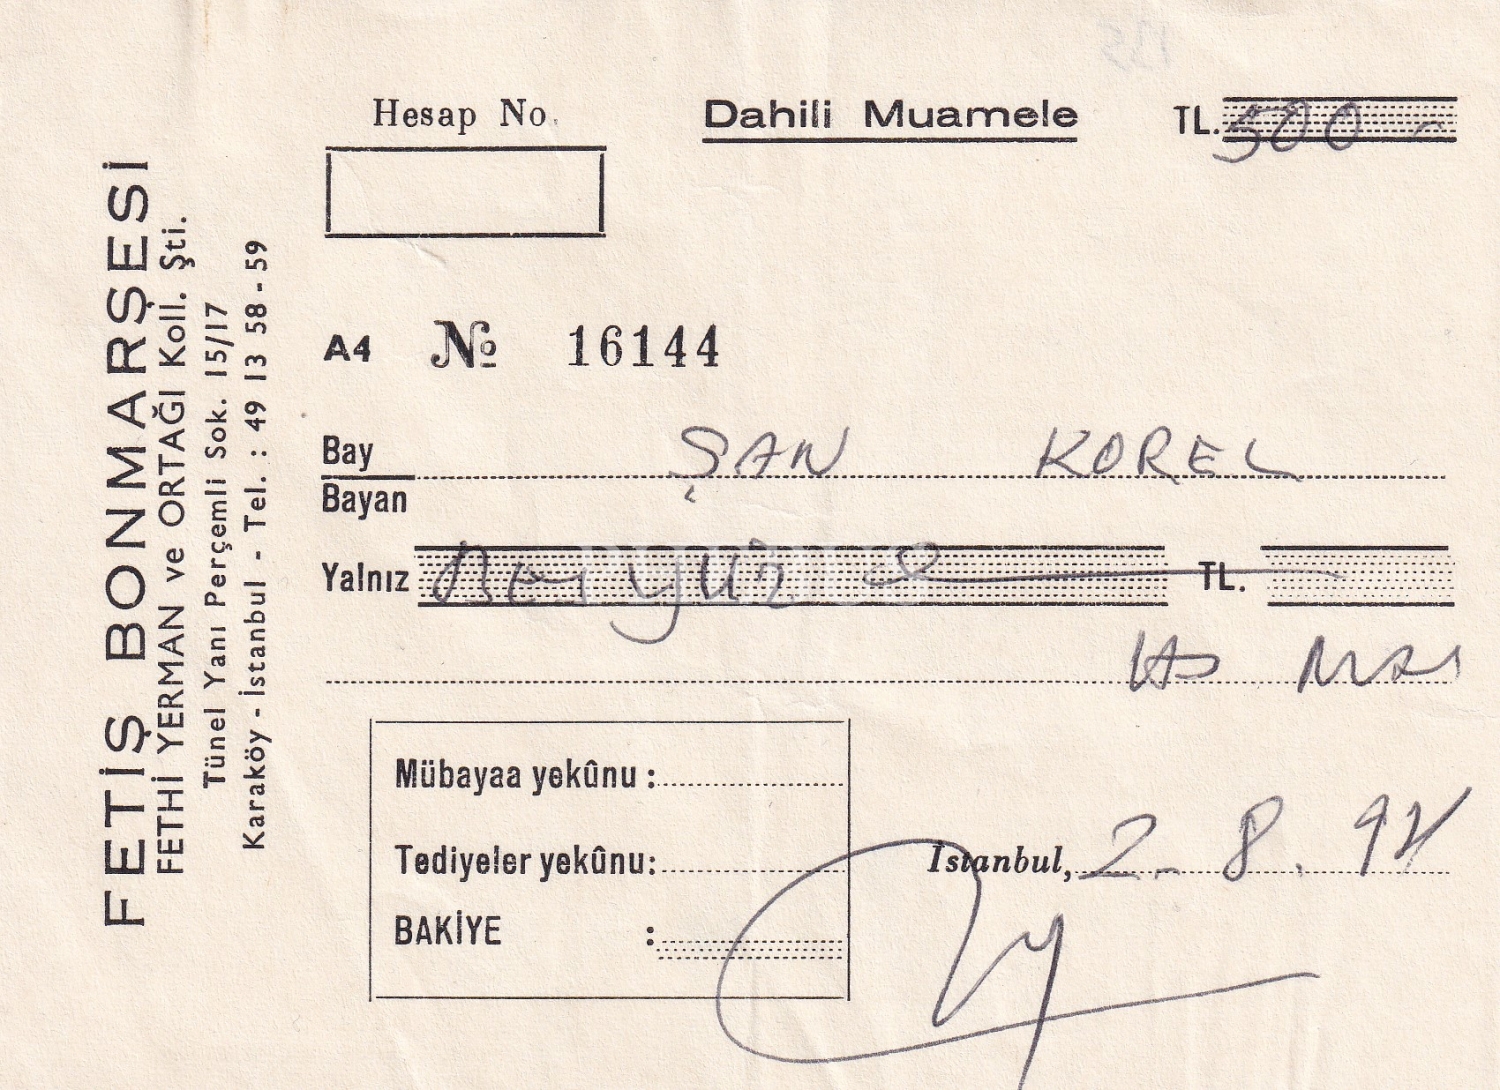 FETİŞ BONMARŞESİ
FETHİ YERMAN ve ORTAĞI Koll. Şti.
Tünel Yanı Perçemli Sok. 15/17
Karaköy - İstanbul - Tel. : 49 13 58 - 59
Hesap No. Dahili Muamele TL. 500
A4 № 16144
Bay ŞAN KOREL
Bayan
Yalnız Beşyüz TL.
Mübayaa yekûnu :
Tediyeler yekûnu:
BAKİYE :
İstanbul, 2.8.